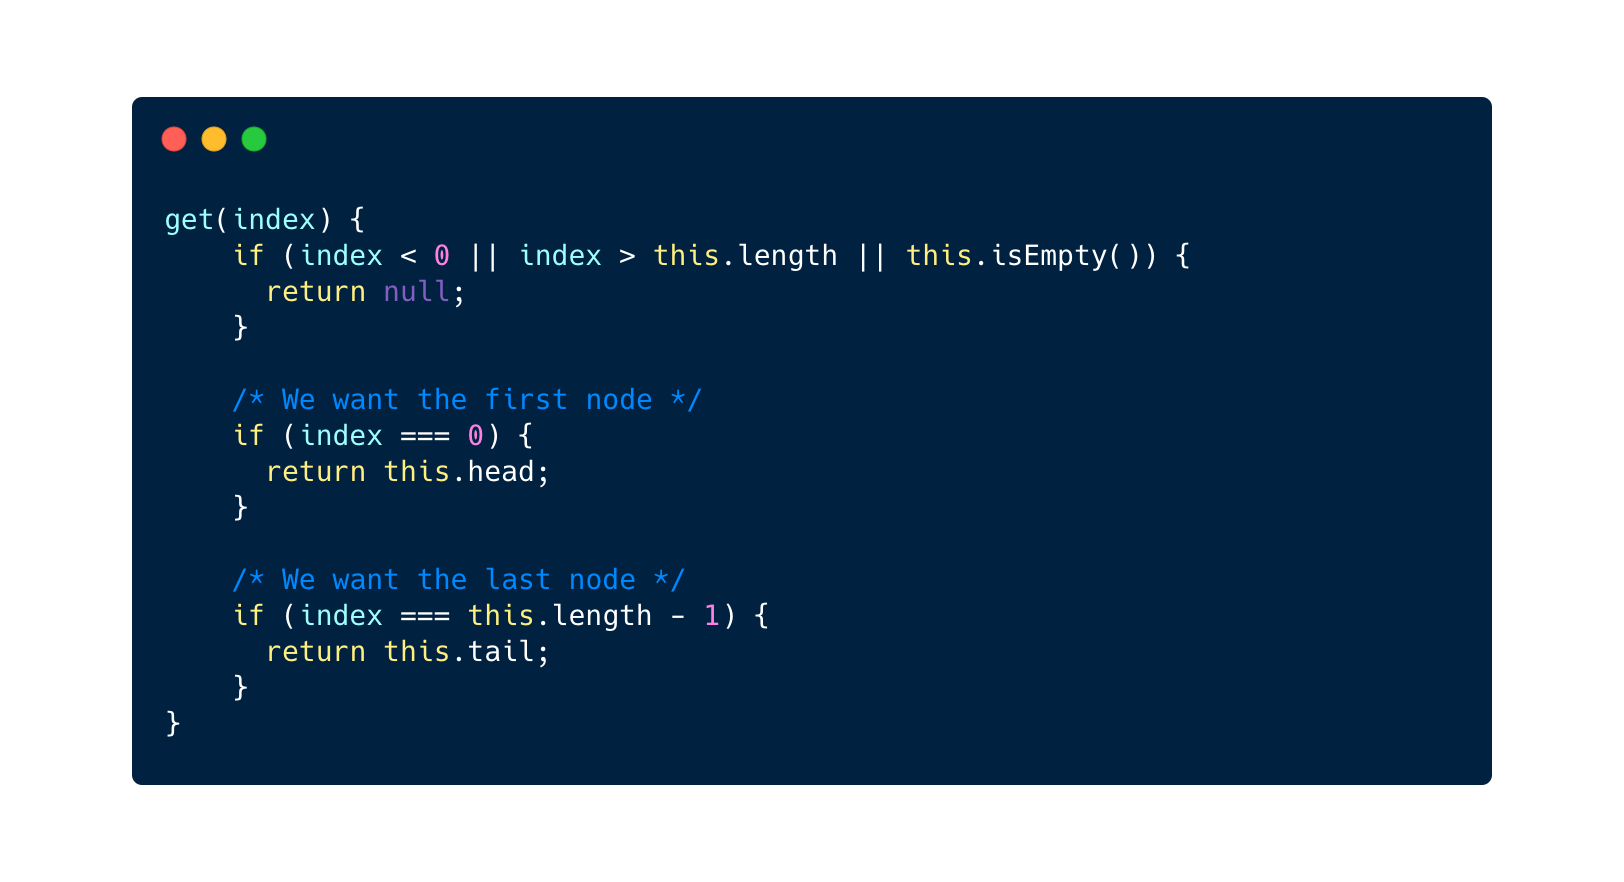 get(index) {
    if (index < 0 || index > this.length || this.isEmpty()) {
      return null;
    }

    /* We want the first node */
    if (index === 0) {
      return this.head;
    }

    /* We want the last node */
    if (index === this.length - 1) {
      return this.tail;
    }
}